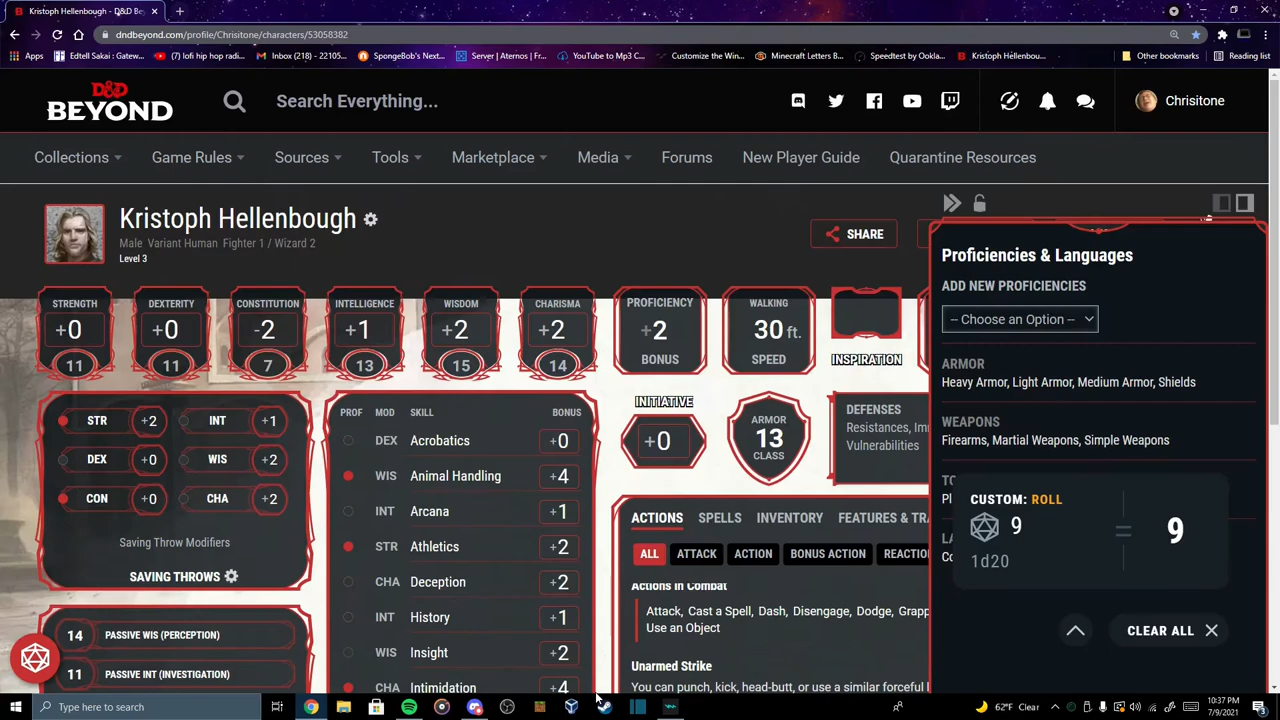 Kristoph Hellenbough - D&D Be
dndbeyond.com/profile/Chrisitone/characters/53058382
Apps
Edtell Sakai : Gatew...
(7) lofi hip hop radi...
Inbox (218) - 22105...
SpongeBob's Next...
Server | Aternos | Fr...
YouTube to Mp3 C...
Customize the Win...
Minecraft Letters B...
Speedtest by Ookla...
Kristoph Hellenbou...
Other bookmarks
Reading list
D&D
BEYOND
Search Everything...
Chrisitone
Collections
Game Rules
Sources
Tools
Marketplace
Media
Forums
New Player Guide
Quarantine Resources
Kristoph Hellenbough
Male Variant Human Fighter 1 / Wizard 2
Level 3
SHARE
STRENGTH
+0
11
DEXTERITY
+0
11
CONSTITUTION
-2
7
INTELLIGENCE
+1
13
WISDOM
+2
15
CHARISMA
+2
14
PROFICIENCY
+2
BONUS
WALKING
30 ft.
SPEED
INSPIRATION
STR +2
INT +1
DEX +0
WIS +2
CON +0
CHA +2
Saving Throw Modifiers
SAVING THROWS
14 PASSIVE WIS (PERCEPTION)
11 PASSIVE INT (INVESTIGATION)
PROF MOD SKILL BONUS
DEX Acrobatics +0
WIS Animal Handling +4
INT Arcana +1
STR Athletics +2
CHA Deception +2
INT History +1
WIS Insight +2
CHA Intimidation +4
INITIATIVE
+0
ARMOR
13
CLASS
DEFENSES
Resistances, Im
Vulnerabilities
ACTIONS SPELLS INVENTORY FEATURES & TRA
ALL ATTACK ACTION BONUS ACTION REACTIO
Actions in Combat
Attack, Cast a Spell, Dash, Disengage, Dodge, Grapp
Use an Object
Unarmed Strike
You can punch, kick, head-butt, or use a similar forceful
Proficiencies & Languages
ADD NEW PROFICIENCIES
-- Choose an Option --
ARMOR
Heavy Armor, Light Armor, Medium Armor, Shields
WEAPONS
Firearms, Martial Weapons, Simple Weapons
TO
Pl
LA
Co
CUSTOM: ROLL
9 = 9
1d20
CLEAR ALL
Type here to search
62°F Clear
10:37 PM
7/9/2021
3